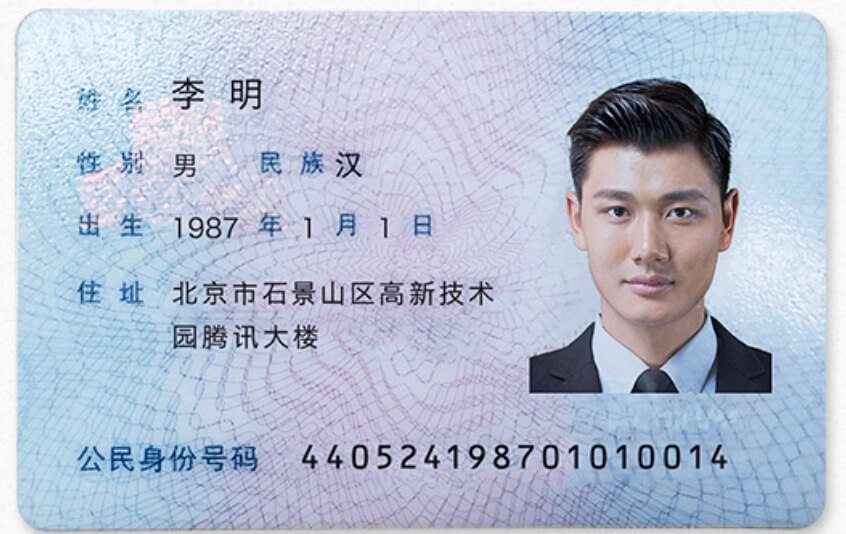 姓名 李明
性别 男 民族 汉
出生 1987 年 1 月 1 日
住址 北京市石景山区高新技术
园腾讯大楼
公民身份号码 440524198701010014